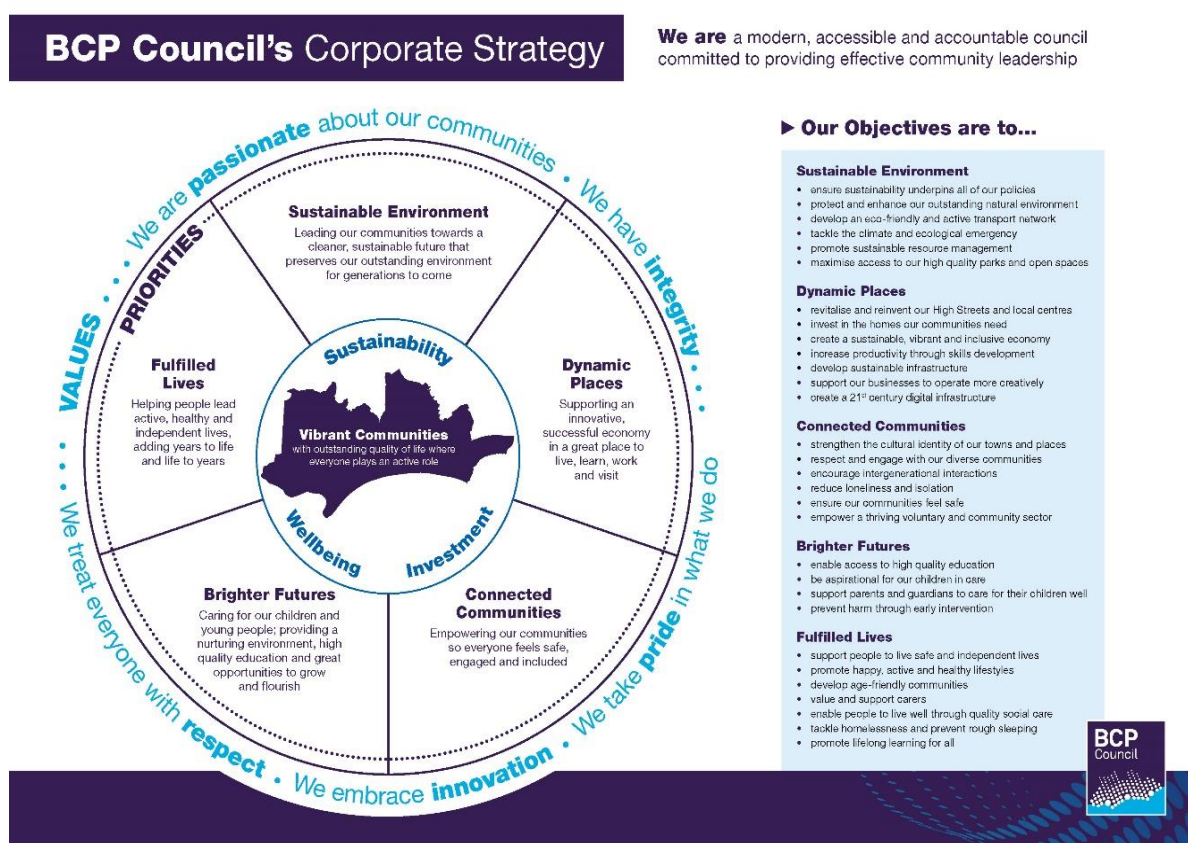 BCP Council's Corporate Strategy
We are a modern, accessible and accountable council
committed to providing effective community leadership
VALUES
We are passionate about our communities
We have integrity
We take pride in what we do
We embrace innovation
We treat everyone with respect
PRIORITIES
Sustainable Environment
Leading our communities towards a
cleaner, sustainable future that
preserves our outstanding environment
for generations to come
Dynamic
Places
Supporting an
innovative,
successful economy
in a great place to
live, learn, work
and visit
Connected
Communities
Empowering our communities
so everyone feels safe,
engaged and included
Brighter Futures
Caring for our children and
young people; providing a
nurturing environment, high
quality education and great
opportunities to grow
and flourish
Fulfilled
Lives
Helping people lead
active, healthy and
independent lives,
adding years to life
and life to years
Sustainability
Investment
Wellbeing
Vibrant Communities
with outstanding quality of life where
everyone plays an active role
▶ Our Objectives are to...
Sustainable Environment
• ensure sustainability underpins all of our policies
• protect and enhance our outstanding natural environment
• develop an eco-friendly and active transport network
• tackle the climate and ecological emergency
• promote sustainable resource management
• maximise access to our high quality parks and open spaces
Dynamic Places
• revitalise and reinvent our High Streets and local centres
• invest in the homes our communities need
• create a sustainable, vibrant and inclusive economy
• increase productivity through skills development
• develop sustainable infrastructure
• support our businesses to operate more creatively
• create a 21st century digital infrastructure
Connected Communities
• strengthen the cultural identity of our towns and places
• respect and engage with our diverse communities
• encourage intergenerational interactions
• reduce loneliness and isolation
• ensure our communities feel safe
• empower a thriving voluntary and community sector
Brighter Futures
• enable access to high quality education
• be aspirational for our children in care
• support parents and guardians to care for their children well
• prevent harm through early intervention
Fulfilled Lives
• support people to live safe and independent lives
• promote happy, active and healthy lifestyles
• develop age-friendly communities
• value and support carers
• enable people to live well through quality social care
• tackle homelessness and prevent rough sleeping
• promote lifelong learning for all
BCP
Council